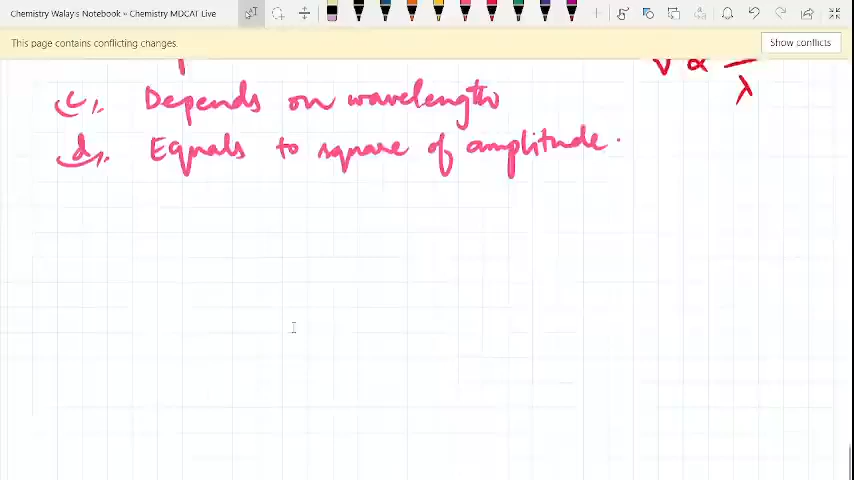 Chemistry Walay's Notebook » Chemistry MDCAT Live
This page contains conflicting changes.
Show conflicts
ν ∝
λ
(c). Depends on wavelength
(d). Equals to square of amplitude.